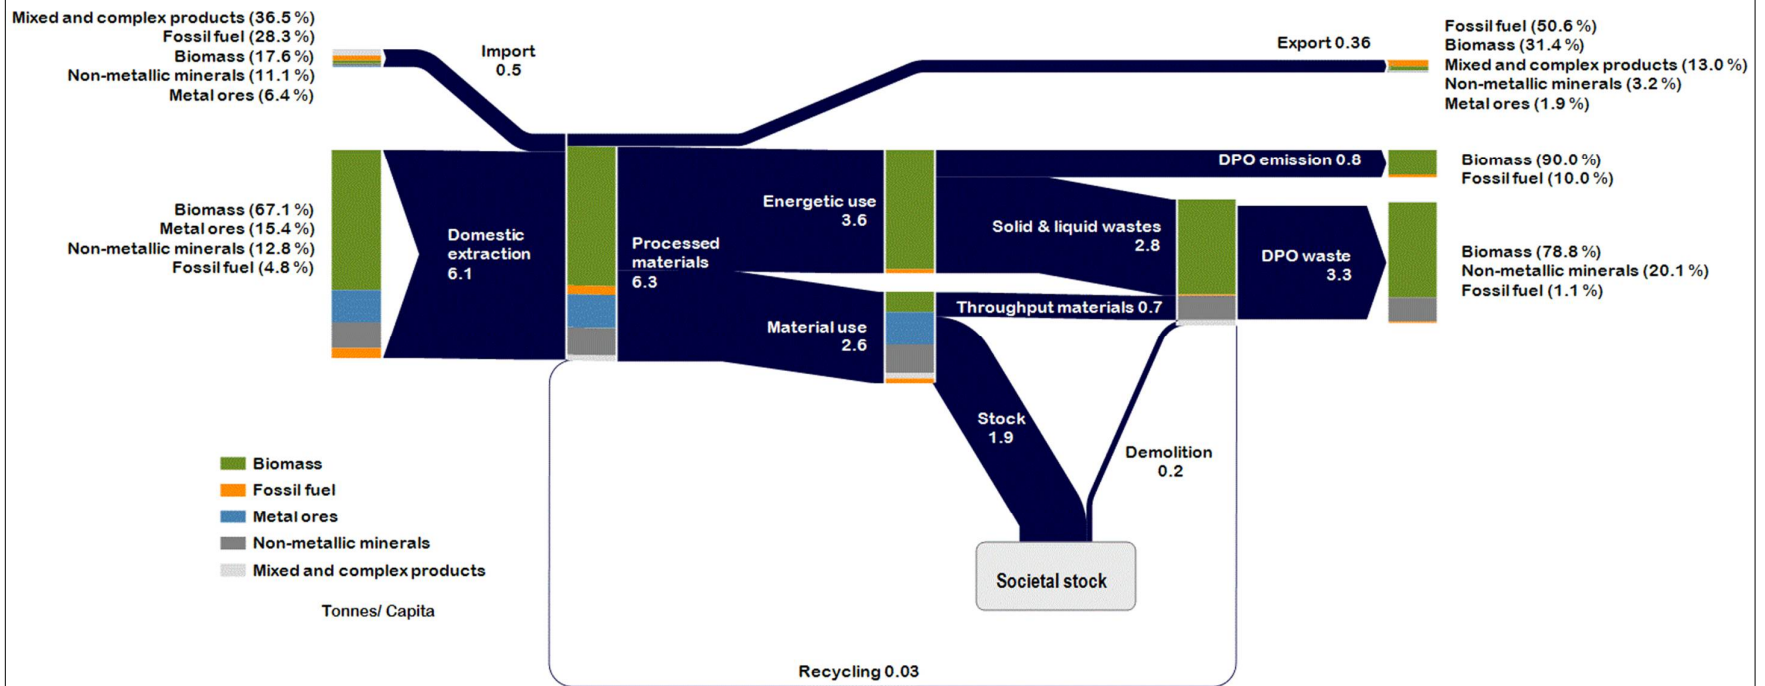 Mixed and complex products (36.5 %)
Fossil fuel (28.3 %)
Biomass (17.6 %)
Non-metallic minerals (11.1 %)
Metal ores (6.4 %)
Import
0.5
Export 0.36
Fossil fuel (50.6 %)
Biomass (31.4 %)
Mixed and complex products (13.0 %)
Non-metallic minerals (3.2 %)
Metal ores (1.9 %)
Biomass (67.1 %)
Metal ores (15.4 %)
Non-metallic minerals (12.8 %)
Fossil fuel (4.8 %)
Domestic
extraction
6.1
Processed
materials
6.3
Energetic use
3.6
Material use
2.6
DPO emission 0.8
Biomass (90.0 %)
Fossil fuel (10.0 %)
Solid & liquid wastes
2.8
Throughput materials 0.7
DPO waste
3.3
Biomass (78.8 %)
Non-metallic minerals (20.1 %)
Fossil fuel (1.1 %)
Stock
1.9
Demolition
0.2
Societal stock
Biomass
Fossil fuel
Metal ores
Non-metallic minerals
Mixed and complex products
Tonnes/ Capita
Recycling 0.03